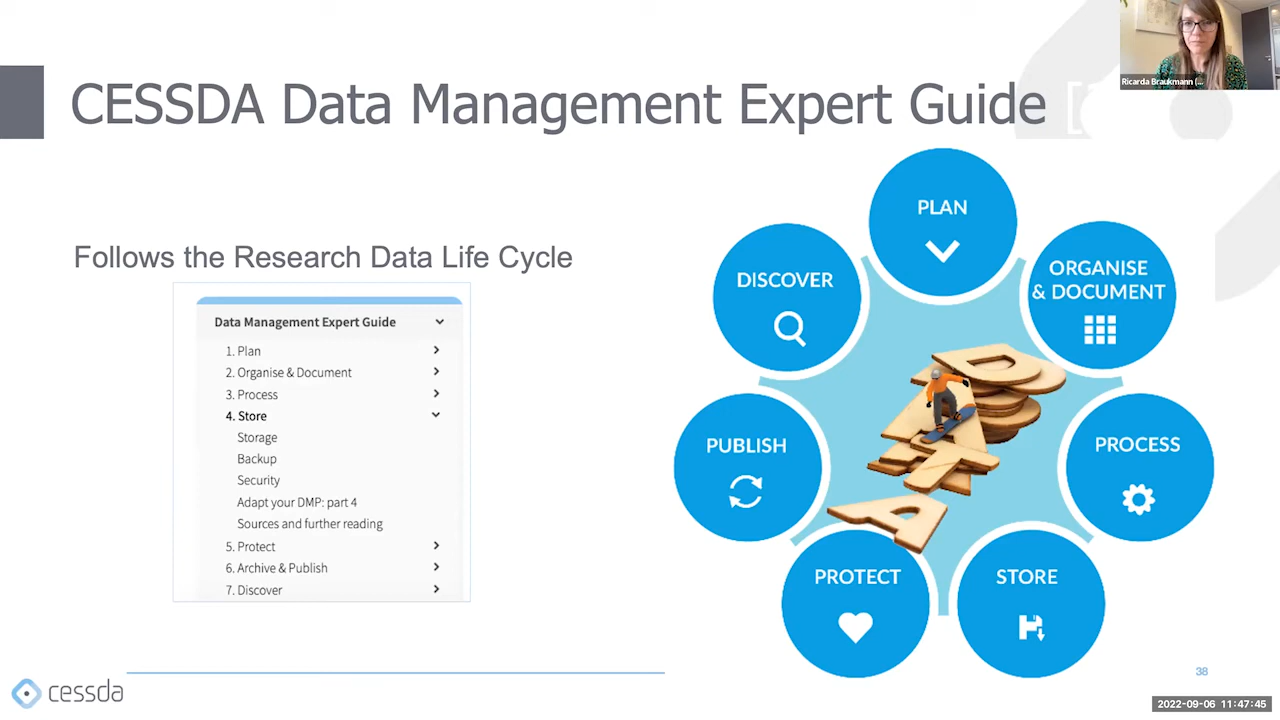 CESSDA Data Management Expert Guide
Ricarda Braukmann (...
Follows the Research Data Life Cycle
Data Management Expert Guide
1. Plan
2. Organise & Document
3. Process
4. Store
Storage
Backup
Security
Adapt your DMP: part 4
Sources and further reading
5. Protect
6. Archive & Publish
7. Discover
PLAN
ORGANISE
& DOCUMENT
PROCESS
STORE
PROTECT
PUBLISH
DISCOVER
DATA
cessda
38
2022-09-06 11:47:45